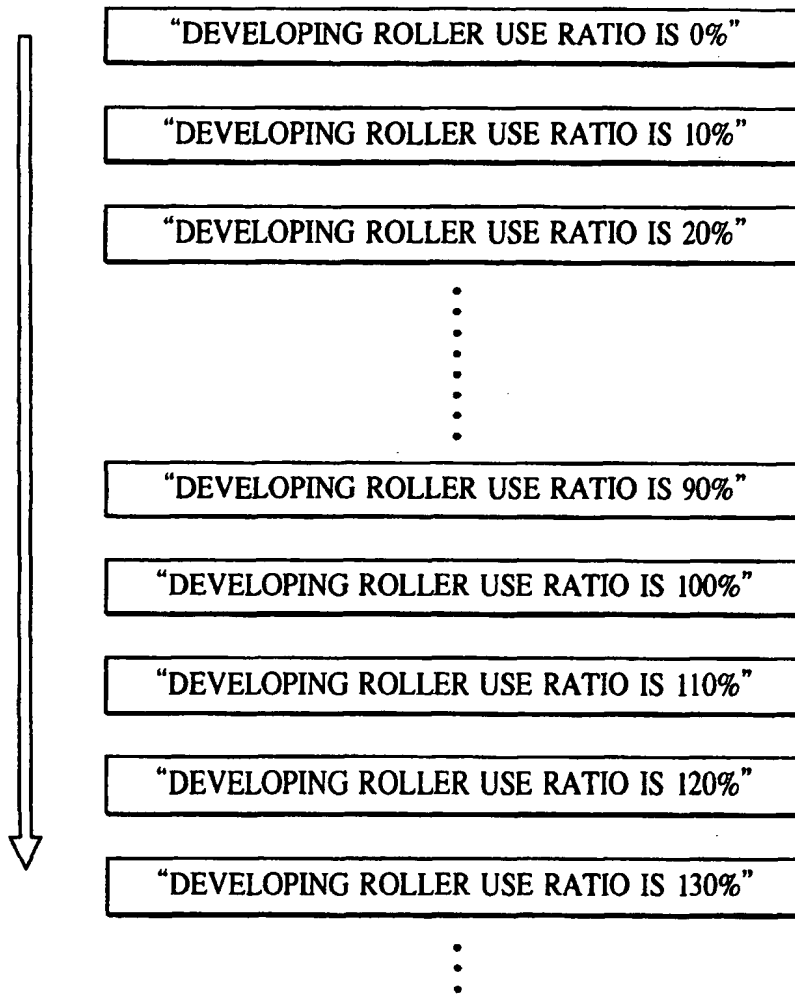 “DEVELOPING ROLLER USE RATIO IS 0%”
“DEVELOPING ROLLER USE RATIO IS 10%”
“DEVELOPING ROLLER USE RATIO IS 20%”
“DEVELOPING ROLLER USE RATIO IS 90%”
“DEVELOPING ROLLER USE RATIO IS 100%”
“DEVELOPING ROLLER USE RATIO IS 110%”
“DEVELOPING ROLLER USE RATIO IS 120%”
“DEVELOPING ROLLER USE RATIO IS 130%”